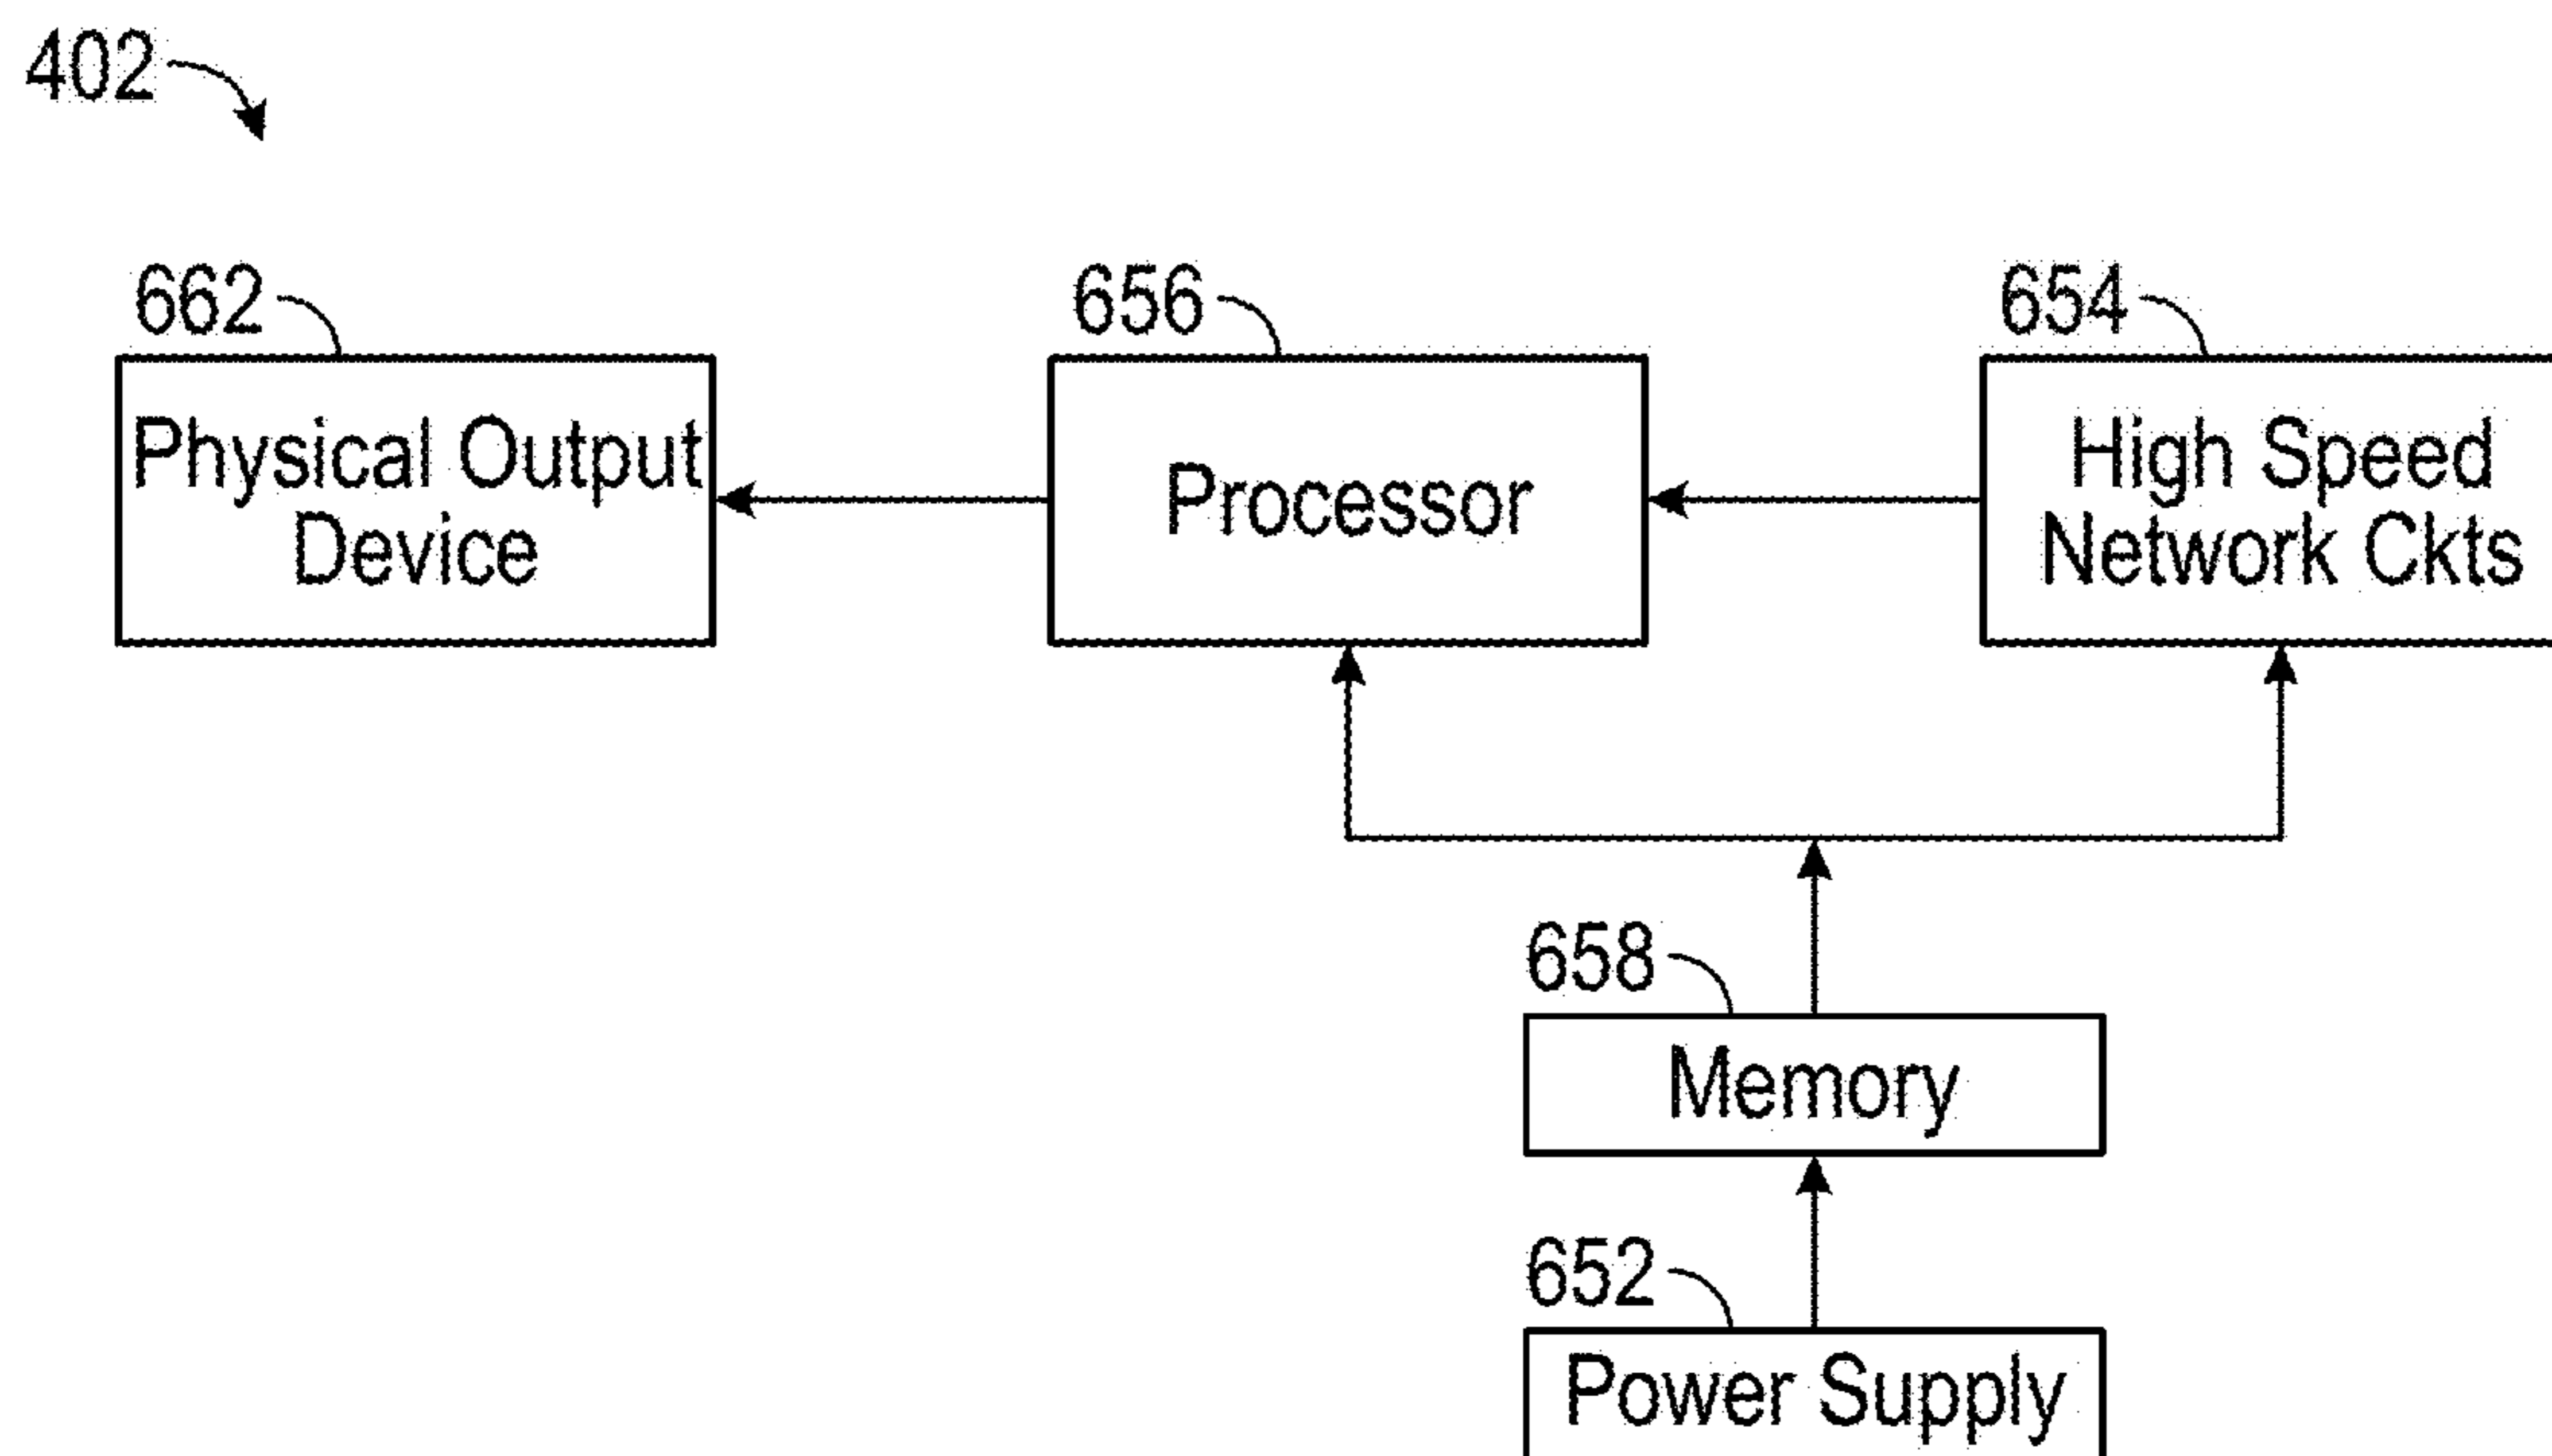 402
662
656
654
Physical Output
Device
Processor
High Speed
Network Ckts
658
Memory
652
Power Supply